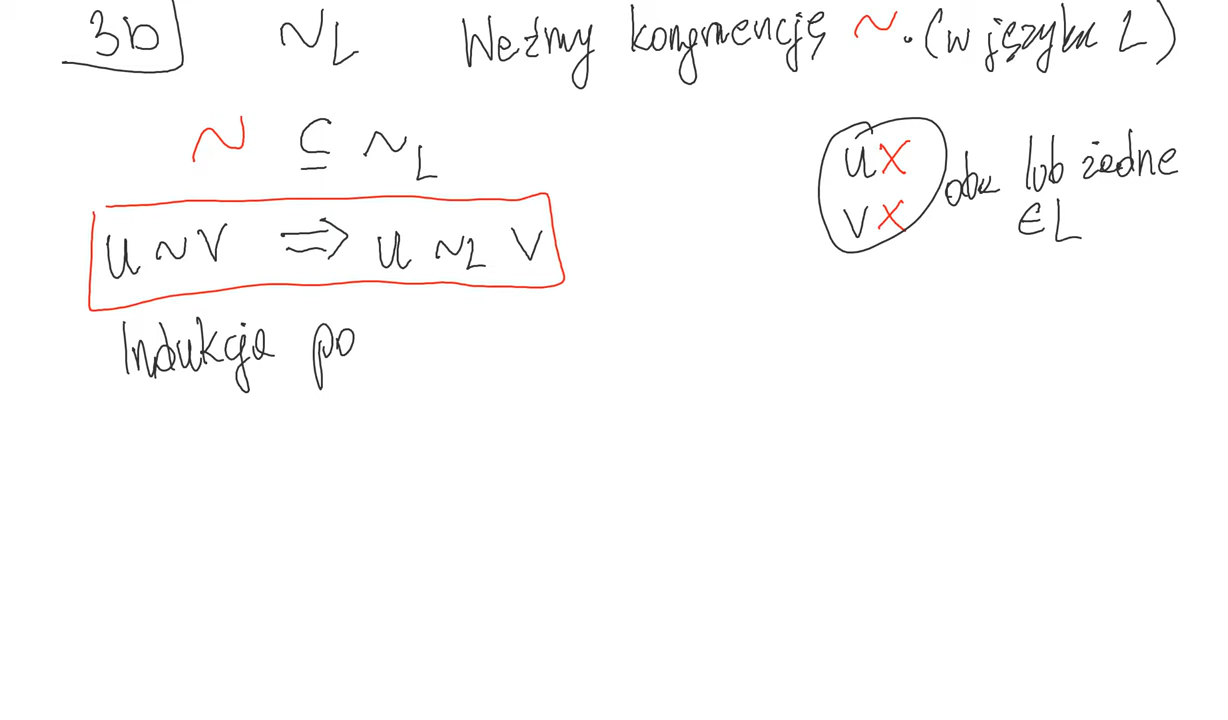 3b ~L Weźmy kongruencję ~. (w języku L)
~ ⊆ ~L
ux
vx
oba lub żadne
∈ L
u ~ v ⇒ u ~L v
Indukcja po